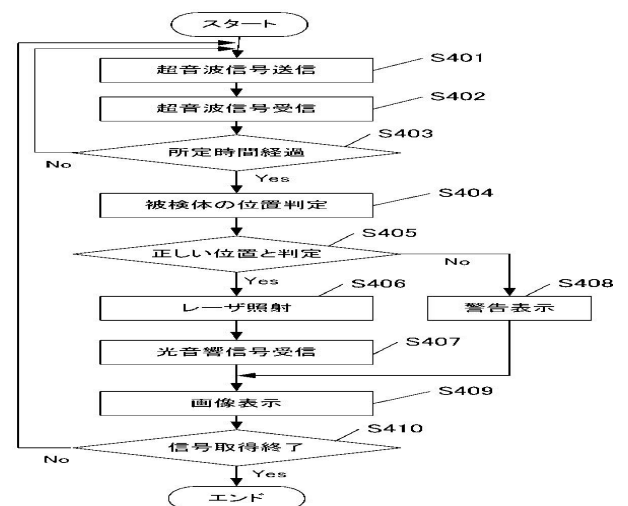 スタート
超音波信号送信
S401
超音波信号受信
S402
所定時間経過
S403
No
Yes
被検体の位置判定
S404
正しい位置と判定
S405
No
Yes
レーザ照射
S406
警告表示
S408
光音響信号受信
S407
画像表示
S409
信号取得終了
S410
No
Yes
エンド